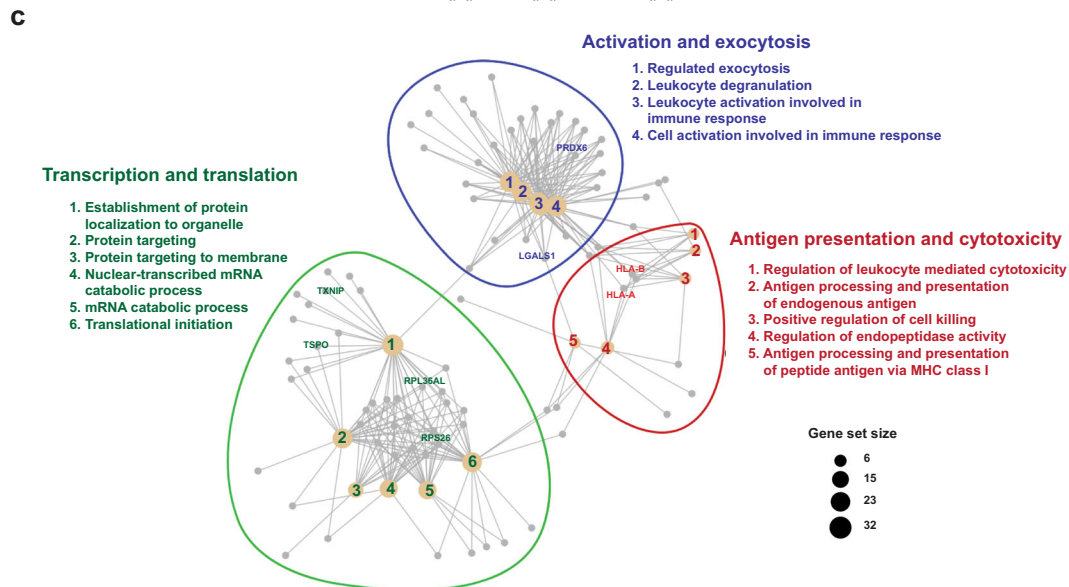 c
Activation and exocytosis
1. Regulated exocytosis
2. Leukocyte degranulation
3. Leukocyte activation involved in
immune response
4. Cell activation involved in immune response
PRDX6
1
2
3
4
LGALS1
Transcription and translation
1. Establishment of protein
localization to organelle
2. Protein targeting
3. Protein targeting to membrane
4. Nuclear-transcribed mRNA
catabolic process
5. mRNA catabolic process
6. Translational initiation
TXNIP
TSPO
1
RPL36AL
RPS26
2
3
4
5
6
Antigen presentation and cytotoxicity
1. Regulation of leukocyte mediated cytotoxicity
2. Antigen processing and presentation
of endogenous antigen
3. Positive regulation of cell killing
4. Regulation of endopeptidase activity
5. Antigen processing and presentation
of peptide antigen via MHC class I
1
2
HLA-B
3
HLA-A
5
4
Gene set size
6
15
23
32